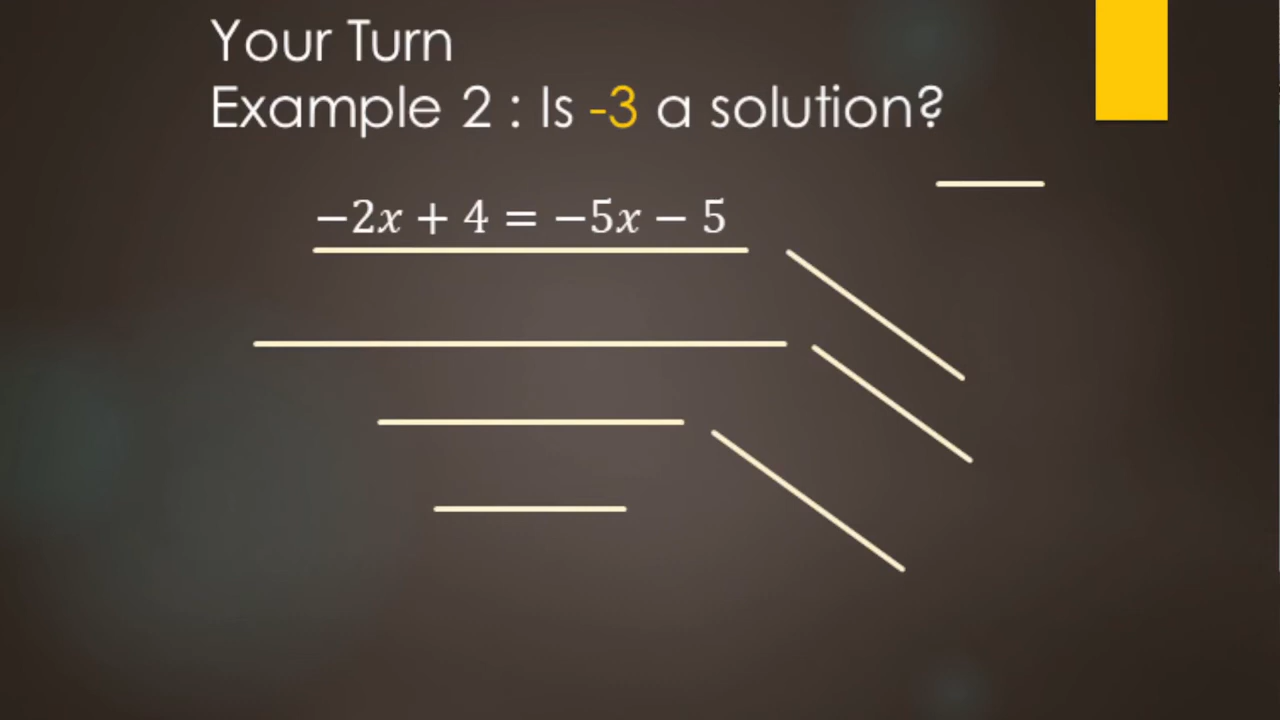 Your Turn
Example 2 : Is -3 a solution?
−2x + 4 = −5x − 5